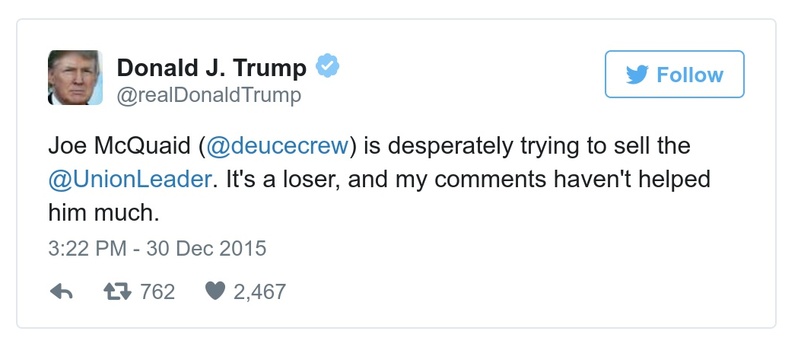 Donald J. Trump
@realDonaldTrump
Follow
Joe McQuaid (@deucecrew) is desperately trying to sell the
@UnionLeader. It's a loser, and my comments haven't helped
him much.
3:22 PM - 30 Dec 2015
762 2,467